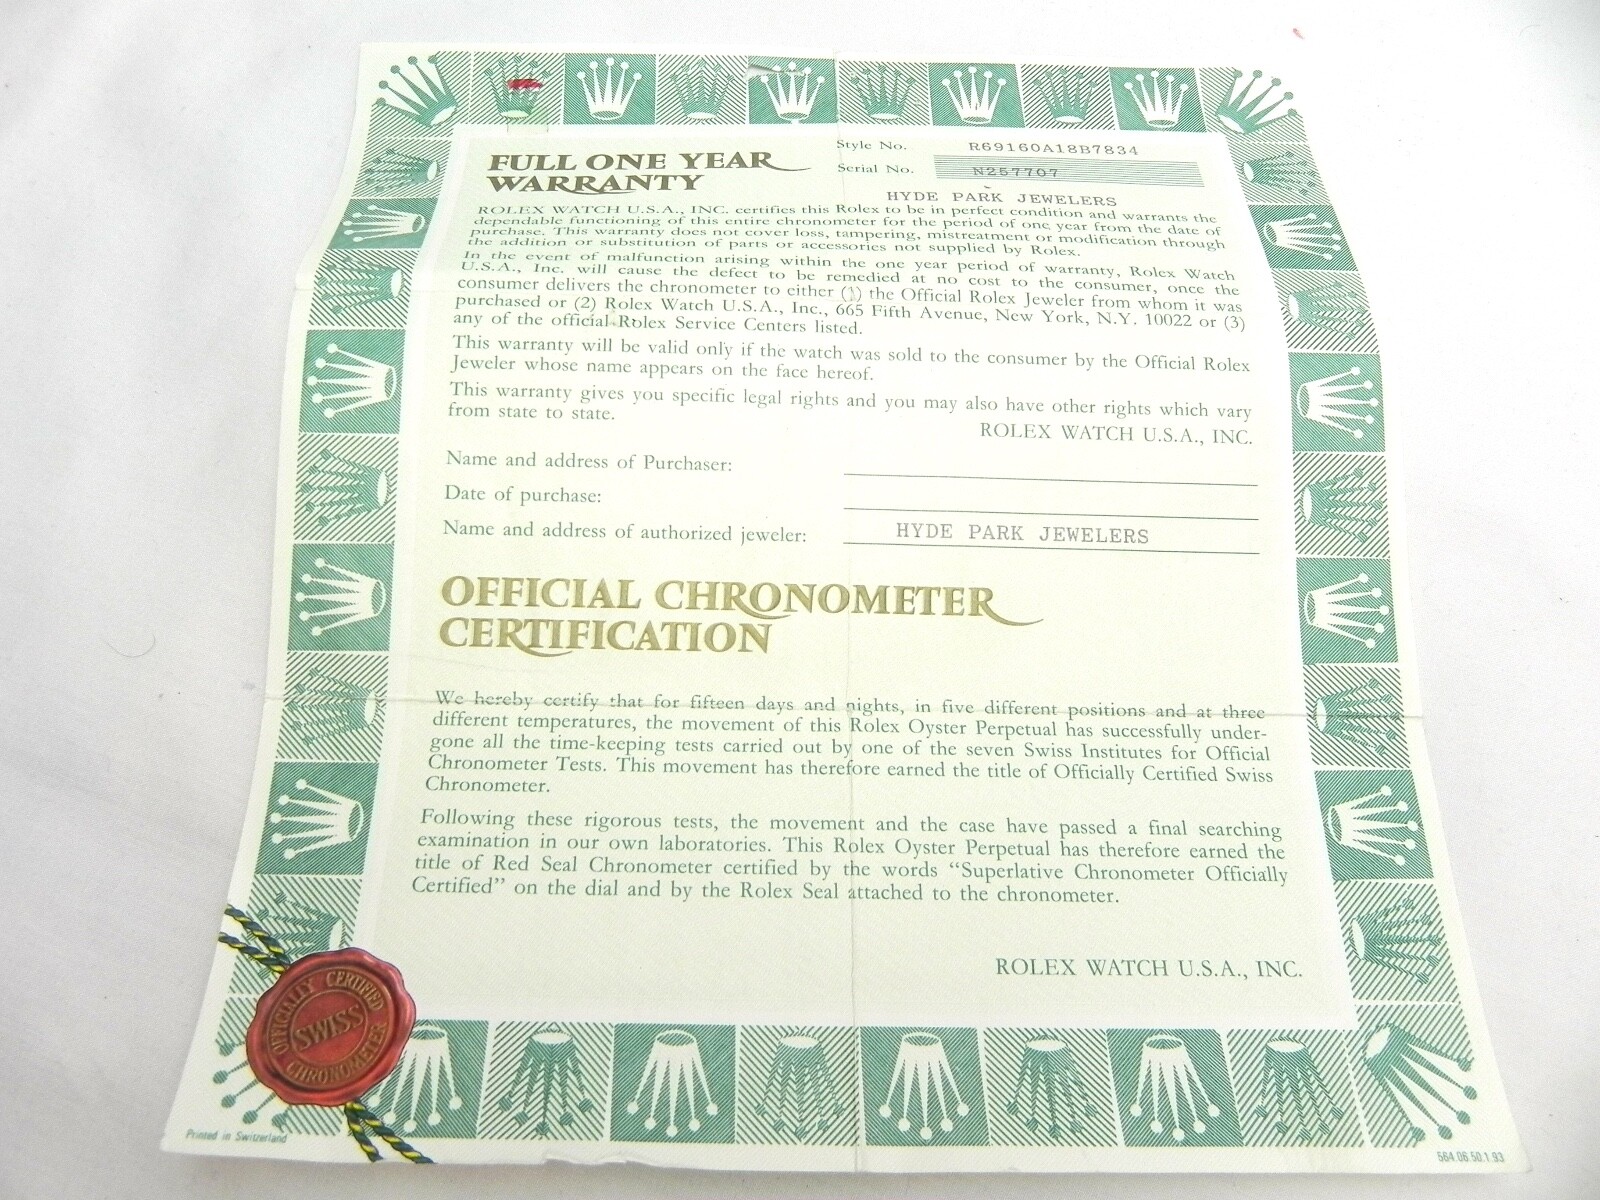 FULL ONE YEAR
WARRANTY
Style No. R69160A18B7834
Serial No. N257707
HYDE PARK JEWELERS
ROLEX WATCH U.S.A., INC. certifies this Rolex to be in perfect condition and warrants the
dependable functioning of this entire chronometer for the period of one year from the date of
purchase. This warranty does not cover loss, tampering, mistreatment or modification through
the addition or substitution of parts or accessories not supplied by Rolex.
In the event of malfunction arising within the one year period of warranty, Rolex Watch
U.S.A., Inc. will cause the defect to be remedied at no cost to the consumer, once the
consumer delivers the chronometer to either (1) the Official Rolex Jeweler from whom it was
purchased or (2) Rolex Watch U.S.A., Inc., 665 Fifth Avenue, New York, N.Y. 10022 or (3)
any of the official Rolex Service Centers listed.
This warranty will be valid only if the watch was sold to the consumer by the Official Rolex
Jeweler whose name appears on the face hereof.
This warranty gives you specific legal rights and you may also have other rights which vary
from state to state.
ROLEX WATCH U.S.A., INC.
Name and address of Purchaser:
Date of purchase:
Name and address of authorized jeweler: HYDE PARK JEWELERS
OFFICIAL CHRONOMETER
CERTIFICATION
We hereby certify that for fifteen days and nights, in five different positions and at three
different temperatures, the movement of this Rolex Oyster Perpetual has successfully under-
gone all the time-keeping tests carried out by one of the seven Swiss Institutes for Official
Chronometer Tests. This movement has therefore earned the title of Officially Certified Swiss
Chronometer.
Following these rigorous tests, the movement and the case have passed a final searching
examination in our own laboratories. This Rolex Oyster Perpetual has therefore earned the
title of Red Seal Chronometer certified by the words “Superlative Chronometer Officially
Certified” on the dial and by the Rolex Seal attached to the chronometer.
ROLEX WATCH U.S.A., INC.
OFFICIALLY CERTIFIED
SWISS
CHRONOMETER
Printed in Switzerland
564.06.50.1.93